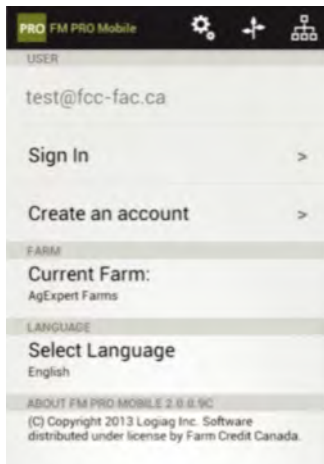 PRO FM PRO Mobile
USER
test@fcc-fac.ca
Sign In >
Create an account >
FARM
Current Farm:
AgExpert Farms
LANGUAGE
Select Language
English
ABOUT FM PRO MOBILE 2.0.0.9C
(C) Copyright 2013 Logiag Inc. Software
distributed under license by Farm Credit Canada.